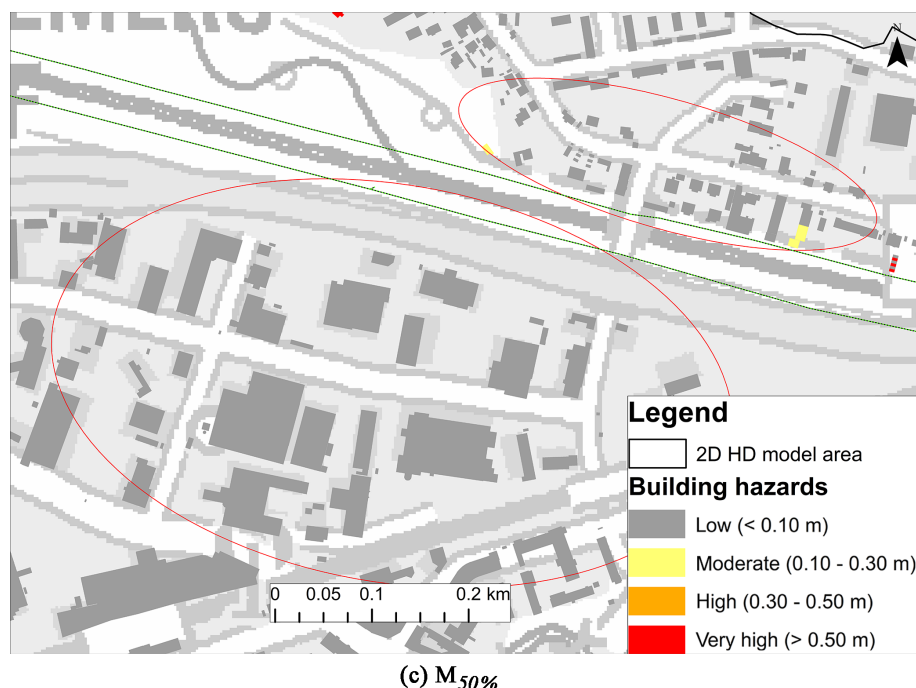 N
Legend
2D HD model area
Building hazards
Low (< 0.10 m)
Moderate (0.10 - 0.30 m)
High (0.30 - 0.50 m)
Very high (> 0.50 m)
0 0.05 0.1 0.2 km
(c) M50%